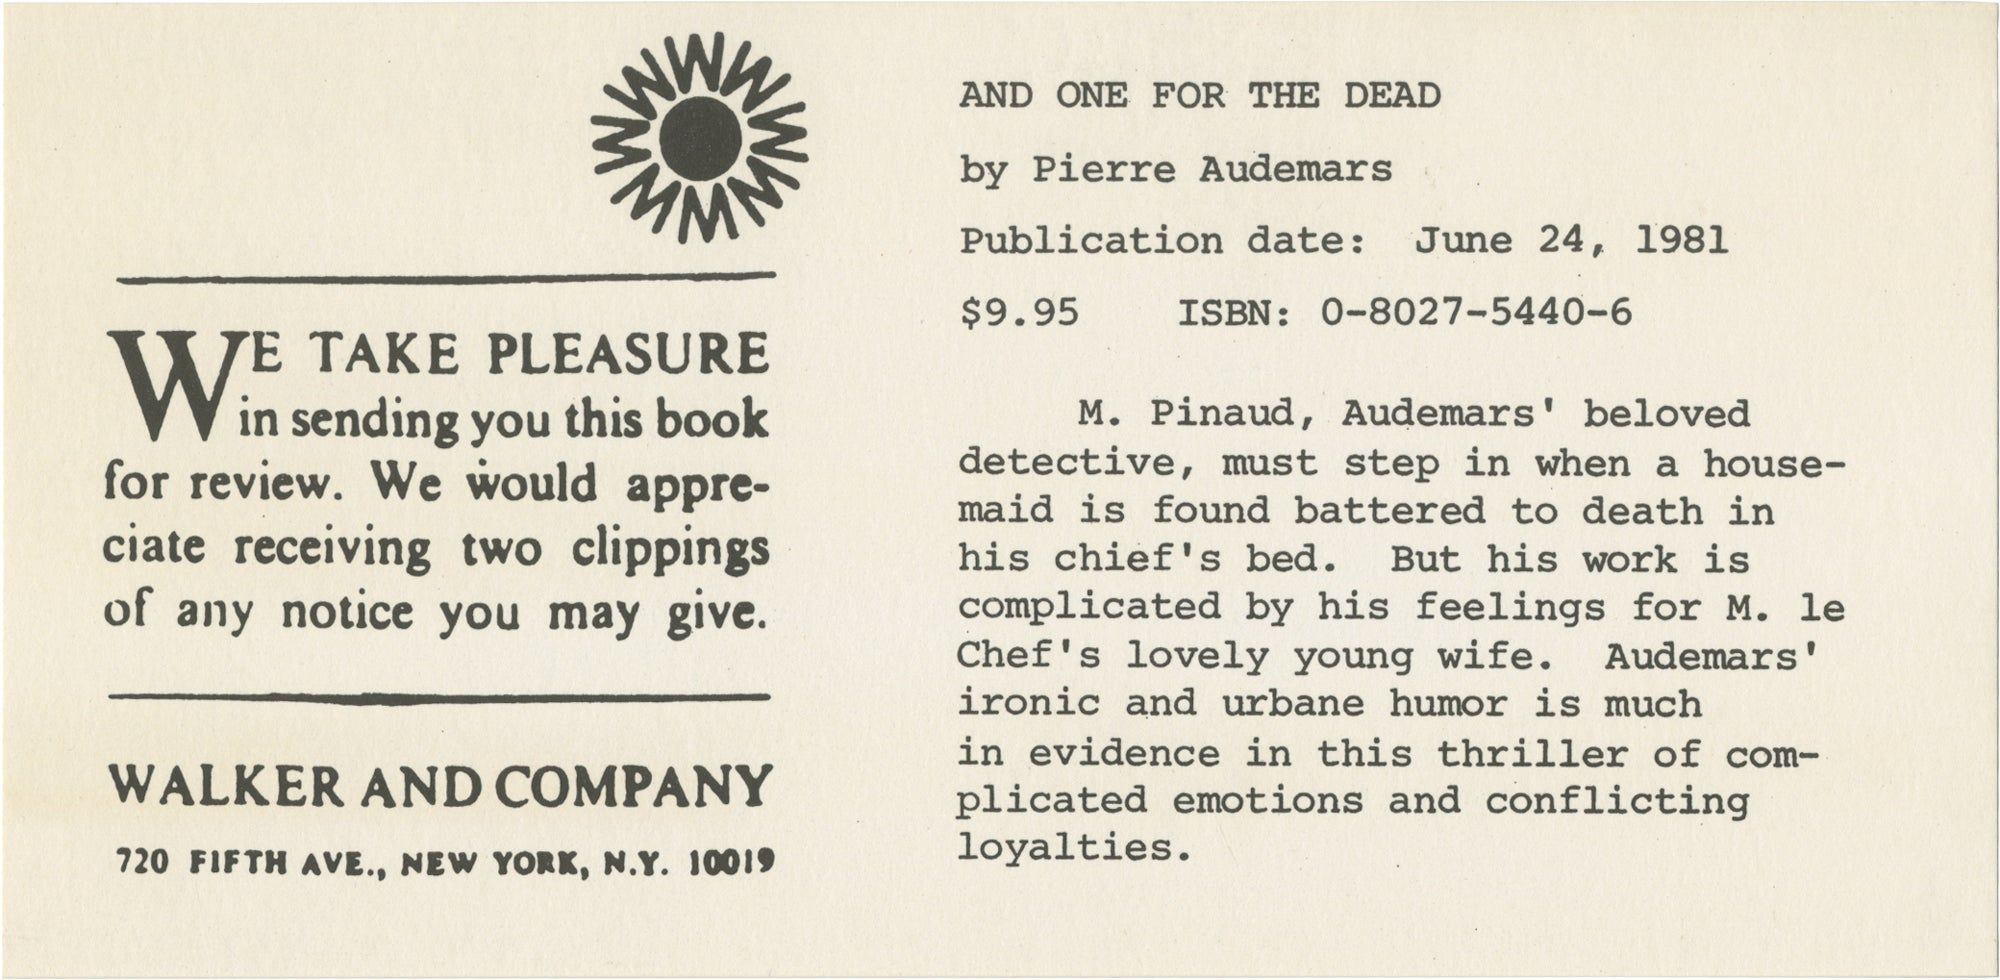 WE TAKE PLEASURE
in sending you this book
for review. We would appre-
ciate receiving two clippings
of any notice you may give.
WALKER AND COMPANY
720 FIFTH AVE., NEW YORK, N.Y. 10019
AND ONE FOR THE DEAD
by Pierre Audemars
Publication date: June 24, 1981
$9.95 ISBN: 0-8027-5440-6
M. Pinaud, Audemars' beloved
detective, must step in when a house-
maid is found battered to death in
his chief's bed. But his work is
complicated by his feelings for M. le
Chef's lovely young wife. Audemars'
ironic and urbane humor is much
in evidence in this thriller of com-
plicated emotions and conflicting
loyalties.